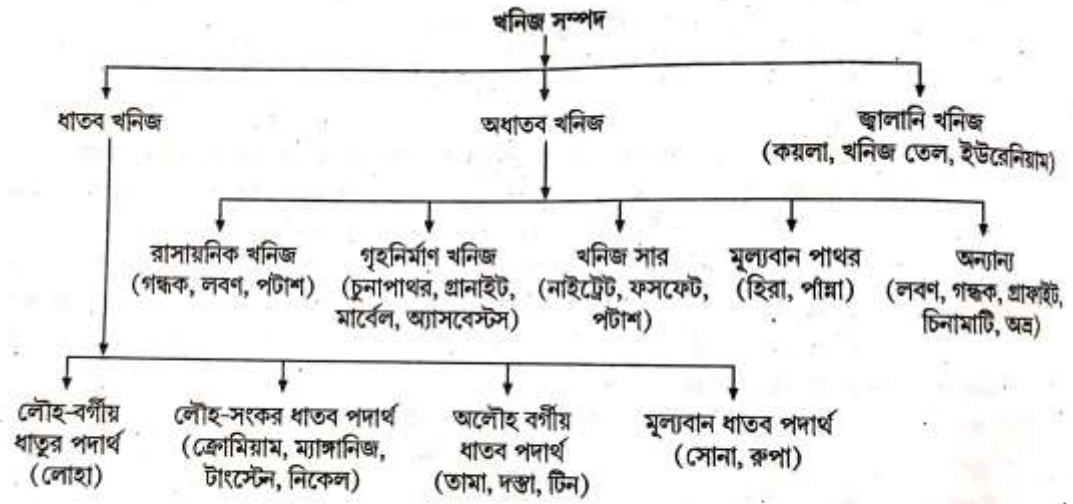 খনিজ সম্পদ
ধাতব খনিজ
অধাতব খনিজ
জ্বালানি খনিজ
(কয়লা, খনিজ তেল, ইউরেনিয়াম)
রাসায়নিক খনিজ
(গন্ধক, লবণ, পটাশ)
গৃহনির্মাণ খনিজ
(চুনাপাথর, গ্রানাইট,
মার্বেল, অ্যাসবেস্টস)
খনিজ সার
(নাইট্রেট, ফসফেট,
পটাশ)
মূল্যবান পাথর
(হিরা, পান্না)
অন্যান্য
(লবণ, গন্ধক, গ্রাফাইট,
চিনামাটি, অভ্র)
লৌহ-বর্গীয়
ধাতুর পদার্থ
(লোহা)
লৌহ-সংকর ধাতব পদার্থ
(ক্রোমিয়াম, ম্যাঙ্গানিজ,
টাংস্টেন, নিকেল)
অলৌহ বর্গীয়
ধাতব পদার্থ
(তামা, দস্তা, টিন)
মূল্যবান ধাতব পদার্থ
(সোনা, রুপা)